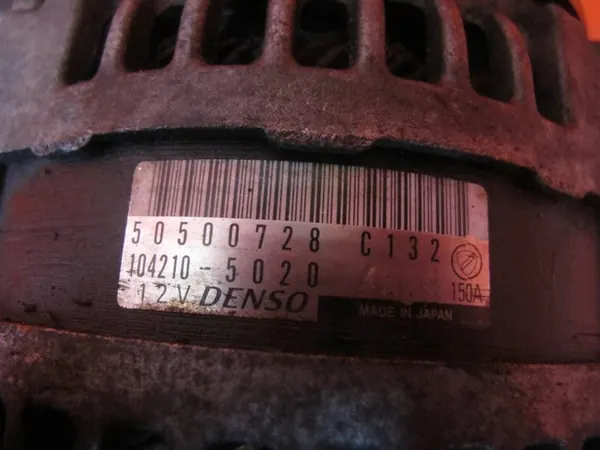 50500728 C132
104210-5020
12V DENSO 150A
MADE IN JAPAN